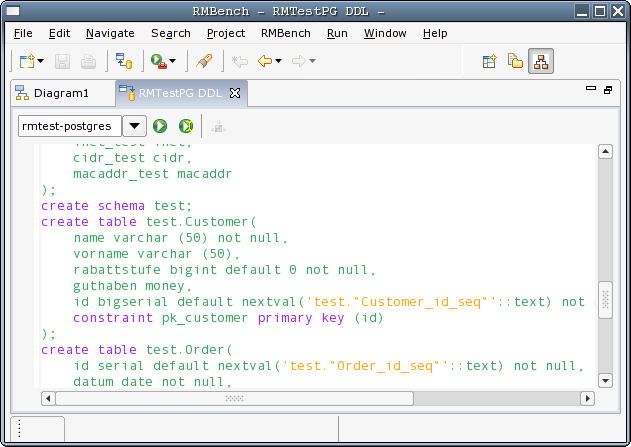 RMBench - RMTestPG DDL -
File Edit Navigate Search Project RMBench Run Window Help
Diagram1 RMTestPG DDL
rmtest-postgres
cidr_test cidr,
macaddr_test macaddr
);
create schema test;
create table test.Customer(
name varchar (50) not null,
vorname varchar (50),
rabattstufe bigint default 0 not null,
guthaben money,
id bigserial default nextval('test."Customer_id_seq"'::text) not
constraint pk_customer primary key (id)
);
create table test.Order(
id serial default nextval('test."Order_id_seq"'::text) not null,
datum date not null,